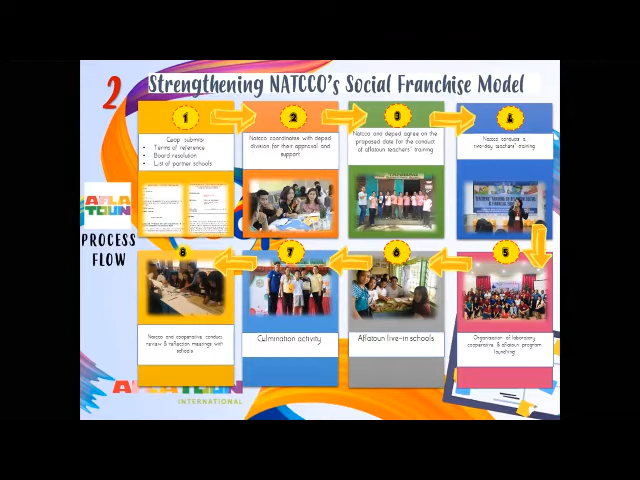 2
Strengthening NATCCO's Social Franchise Model
1
Coop submits
• Terms of reference
• Board resolution
• List of partner schools
2
Natcco coordinates with deped
division for their approval and
support
3
Natcco and deped agree on the
proposed date for the conduct
of aflatoun teachers' training
4
Natcco conducts a
two-day teachers' training
AFLA
TOUN
PROCESS
FLOW
8
Natcco and cooperative conduct
review & reflection meetings with
schools
7
Culmination activity
6
Aflatoun live-in schools
5
Organization of laboratory
cooperative & aflatoun program
launching
AFLATOUN
INTERNATIONAL